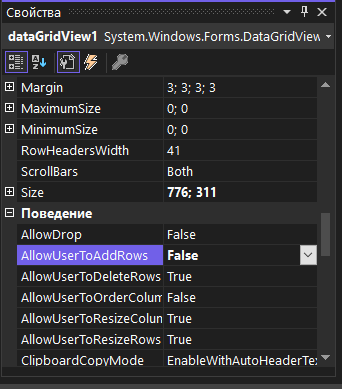 Свойства
dataGridView1 System.Windows.Forms.DataGridView
Margin 3; 3; 3; 3
MaximumSize 0; 0
MinimumSize 0; 0
RowHeadersWidth 41
ScrollBars Both
Size 776; 311
Поведение
AllowDrop False
AllowUserToAddRows False
AllowUserToDeleteRows True
AllowUserToOrderColum False
AllowUserToResizeColun True
AllowUserToResizeRows True
ClipboardCopyMode EnableWithAutoHeaderTex